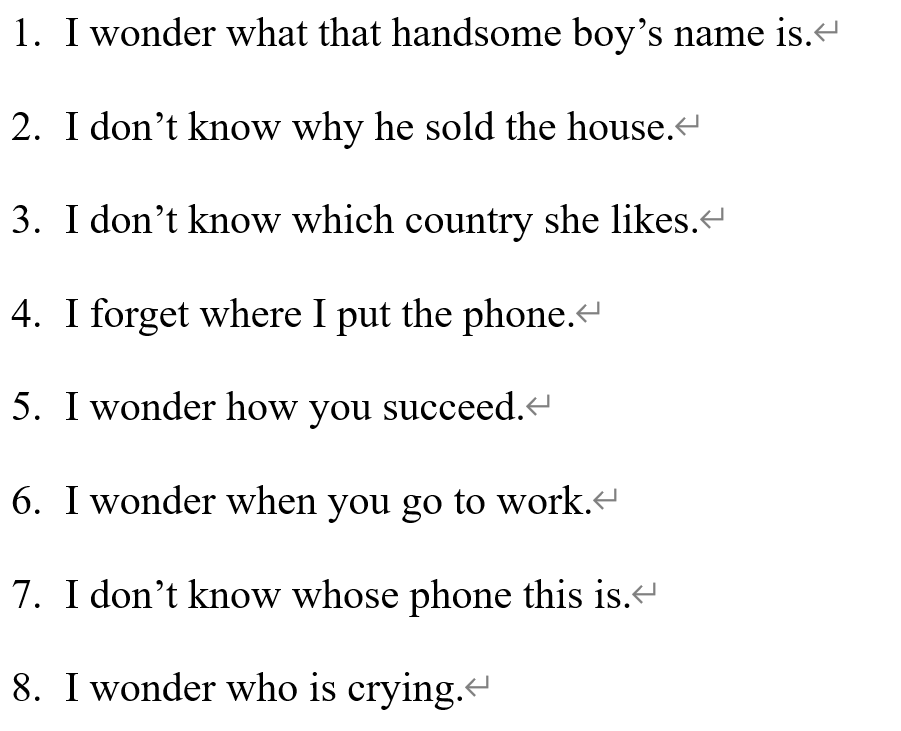 1. I wonder what that handsome boy’s name is.↵
2. I don’t know why he sold the house.↵
3. I don’t know which country she likes.↵
4. I forget where I put the phone.↵
5. I wonder how you succeed.↵
6. I wonder when you go to work.↵
7. I don’t know whose phone this is.↵
8. I wonder who is crying.↵